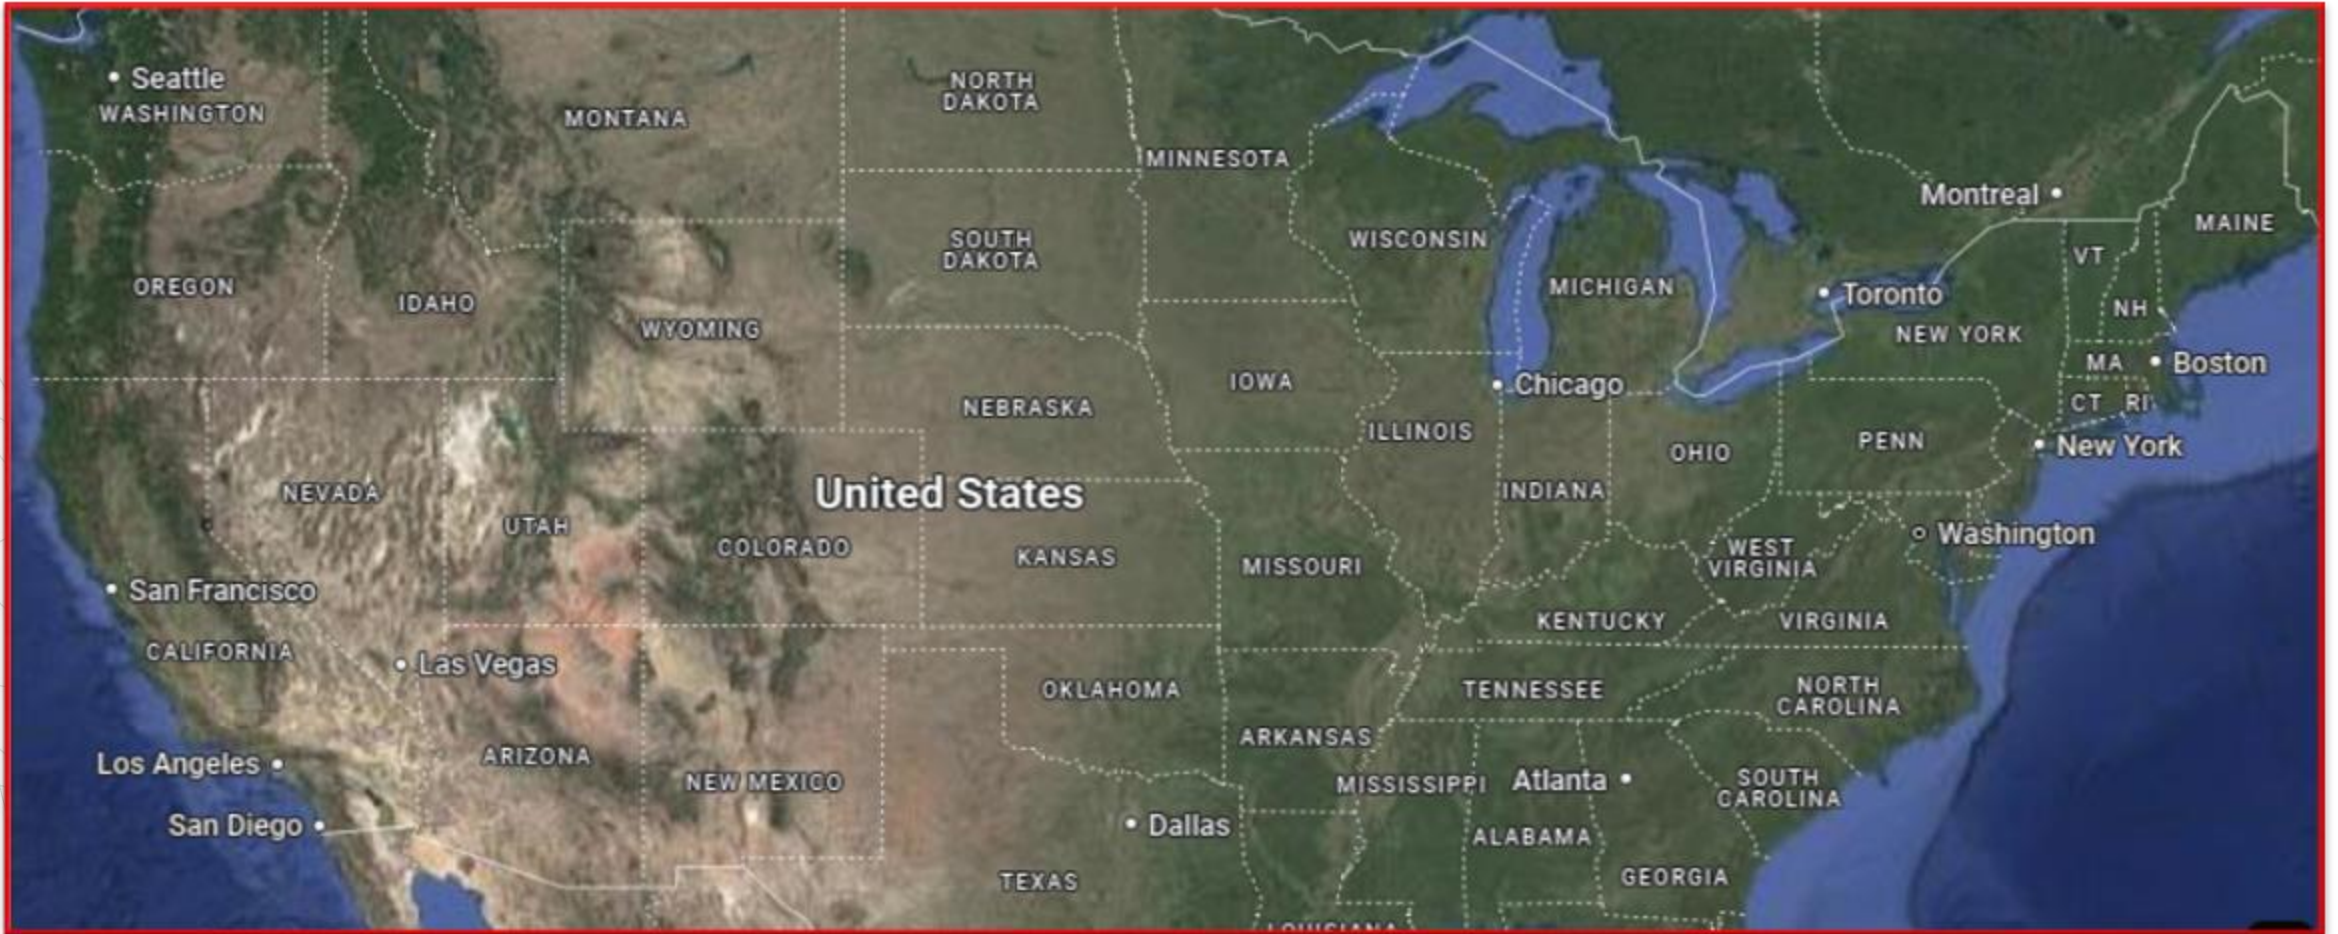 Seattle
WASHINGTON
MONTANA
NORTH
DAKOTA
MINNESOTA
Montreal
MAINE
OREGON
IDAHO
WYOMING
SOUTH
DAKOTA
WISCONSIN
MICHIGAN
Toronto
VT
NH
NEW YORK
MA
Boston
NEBRASKA
IOWA
ILLINOIS
Chicago
CT
RI
NEVADA
UTAH
United States
COLORADO
KANSAS
MISSOURI
INDIANA
OHIO
PENN
New York
WEST
VIRGINIA
Washington
San Francisco
CALIFORNIA
Las Vegas
KENTUCKY
VIRGINIA
OKLAHOMA
TENNESSEE
NORTH
CAROLINA
Los Angeles
ARIZONA
NEW MEXICO
ARKANSAS
MISSISSIPPI
Atlanta
SOUTH
CAROLINA
San Diego
Dallas
ALABAMA
TEXAS
GEORGIA
LOUISIANA